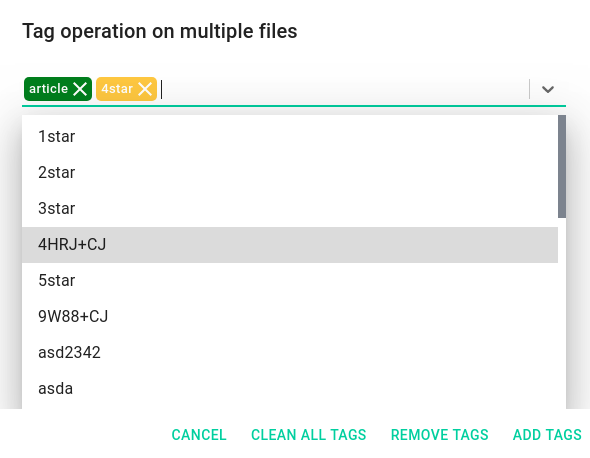 Tag operation on multiple files
article 4star
1star
2star
3star
4HRJ+CJ
5star
9W88+CJ
asd2342
asda
CANCEL CLEAN ALL TAGS REMOVE TAGS ADD TAGS